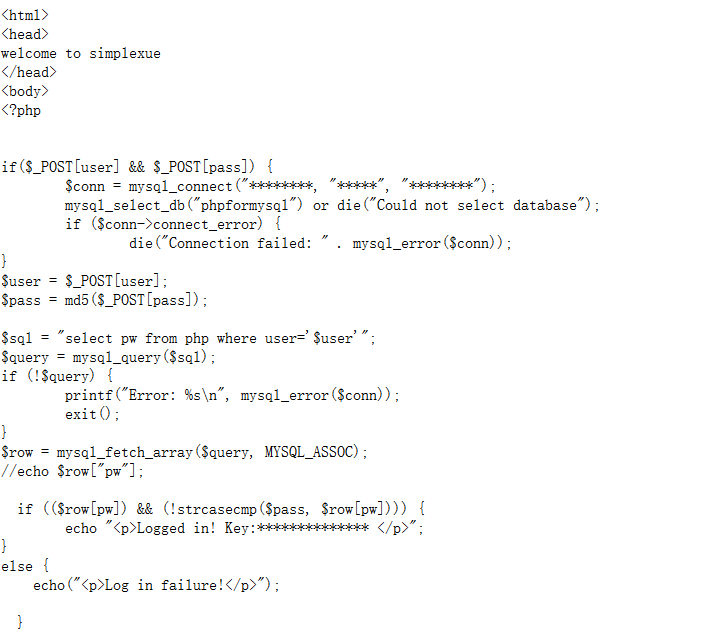 <html>
<head>
welcome to simplexue
</head>
<body>
<?php
if($_POST[user] && $_POST[pass]) {
        $conn = mysql_connect("********, "*****", "********");
        mysql_select_db("phpformysql") or die("Could not select database");
        if ($conn->connect_error) {
                die("Connection failed: " . mysql_error($conn));
}
$user = $_POST[user];
$pass = md5($_POST[pass]);
$sql = "select pw from php where user='$user'";
$query = mysql_query($sql);
if (!$query) {
        printf("Error: %s\n", mysql_error($conn));
        exit();
}
$row = mysql_fetch_array($query, MYSQL_ASSOC);
//echo $row["pw"];
  if (($row[pw]) && (!strcasecmp($pass, $row[pw]))) {
        echo "<p>Logged in! Key:************** </p>";
}
else {
    echo("<p>Log in failure!</p>");
  }